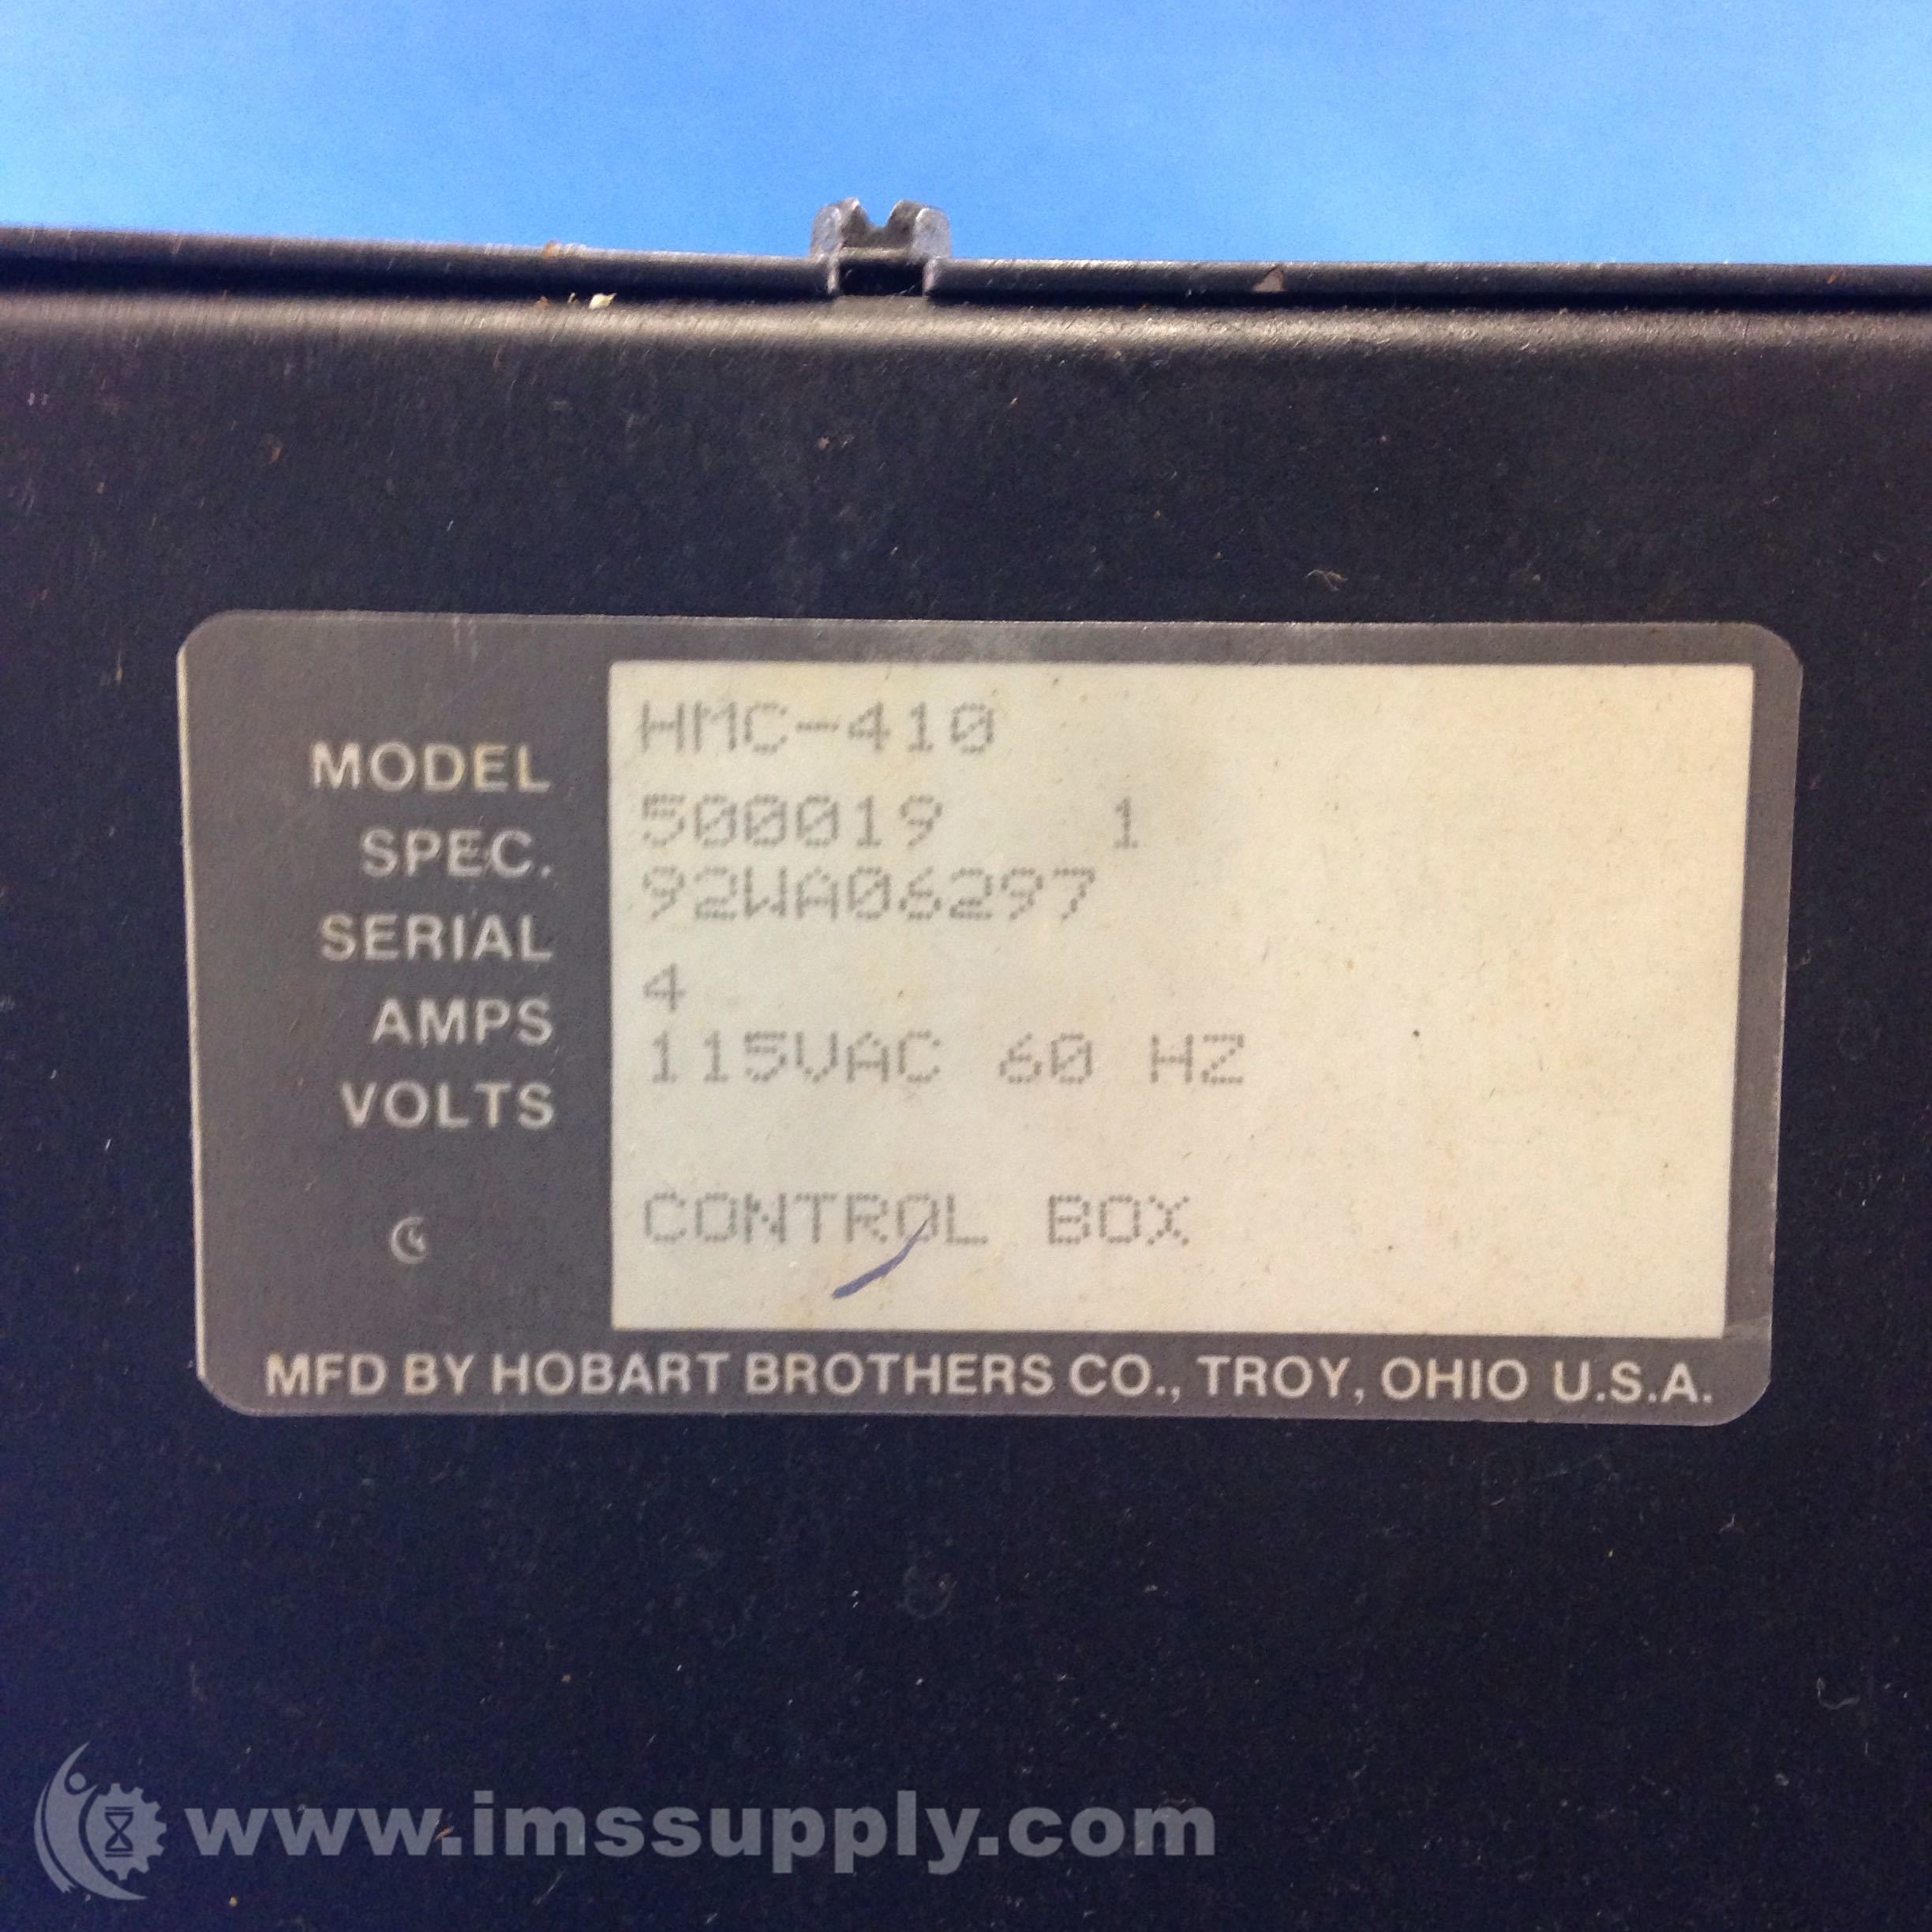 MODEL HMC-410
SPEC. 500019 1
SERIAL 92WA06297
AMPS 4
VOLTS 115VAC 60 HZ
CONTROL BOX
MFD BY HOBART BROTHERS CO., TROY, OHIO U.S.A.
www.imssupply.com